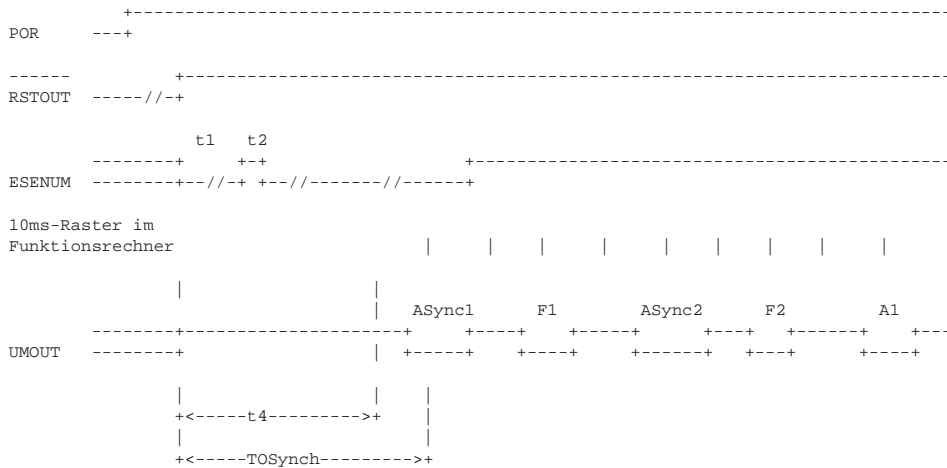 POR
RSTOUT
t1 t2
ESENUM
10ms-Raster im
Funktionsrechner
ASync1 F1 ASync2 F2 A1
UMOUT
t4
TOSynch